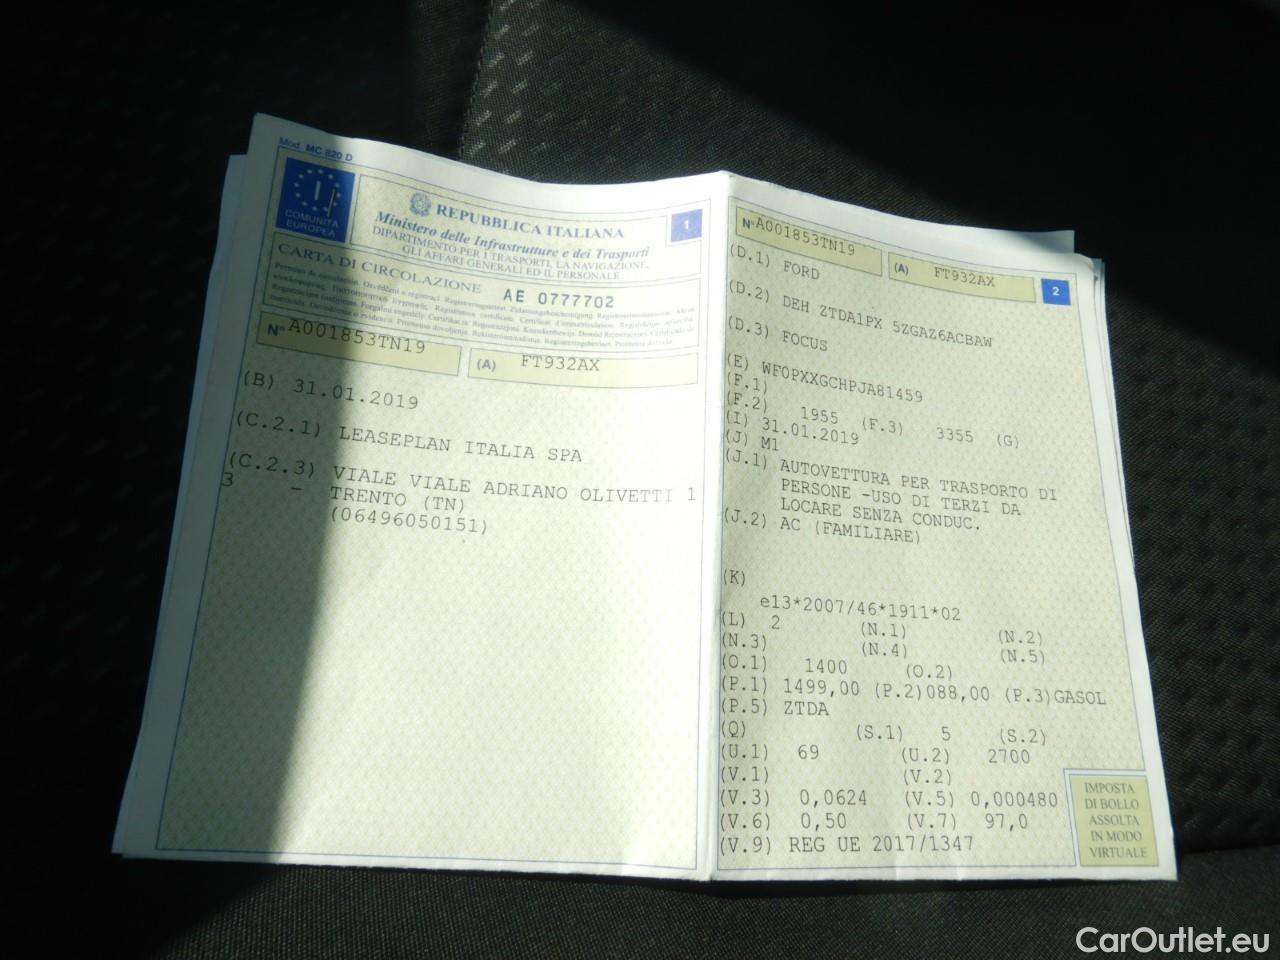 Mod. MC 820 D
COMUNITA
EUROPEA
I
REPUBBLICA ITALIANA
1
Ministero delle Infrastrutture e dei Trasporti
DIPARTIMENTO PER I TRASPORTI, LA NAVIGAZIONE,
GLI AFFARI GENERALI ED IL PERSONALE
CARTA DI CIRCOLAZIONE AE 0777702
N° A001853TN19 (A) FT932AX
(B) 31.01.2019
(C.2.1) LEASEPLAN ITALIA SPA
(C.2.3) VIALE VIALE ADRIANO OLIVETTI 1
3 - TRENTO (TN)
(06496050151)
N° A001853TN19 (A) FT932AX 2
(D.1) FORD
(D.2) DEH ZTDA1PX 5ZGAZ6ACBAW
(D.3) FOCUS
(E) WF0PXXGCHPJA81459
(F.1)
(F.2) 1955 (F.3) 3355 (G)
(I) 31.01.2019
(J) M1
(J.1) AUTOVETTURA PER TRASPORTO DI
PERSONE -USO DI TERZI DA
LOCARE SENZA CONDUC.
(J.2) AC (FAMILIARE)
(K)
e13*2007/46*1911*02
(L) 2 (N.1) (N.2)
(N.3) (N.4) (N.5)
(O.1) 1400 (O.2)
(P.1) 1499,00 (P.2)088,00 (P.3)GASOL
(P.5) ZTDA
(Q) (S.1) 5 (S.2)
(U.1) 69 (U.2) 2700
(V.1) (V.2)
(V.3) 0,0624 (V.5) 0,000480
(V.6) 0,50 (V.7) 97,0
(V.9) REG UE 2017/1347
IMPOSTA
DI BOLLO
ASSOLTA
IN MODO
VIRTUALE
CarOutlet.eu